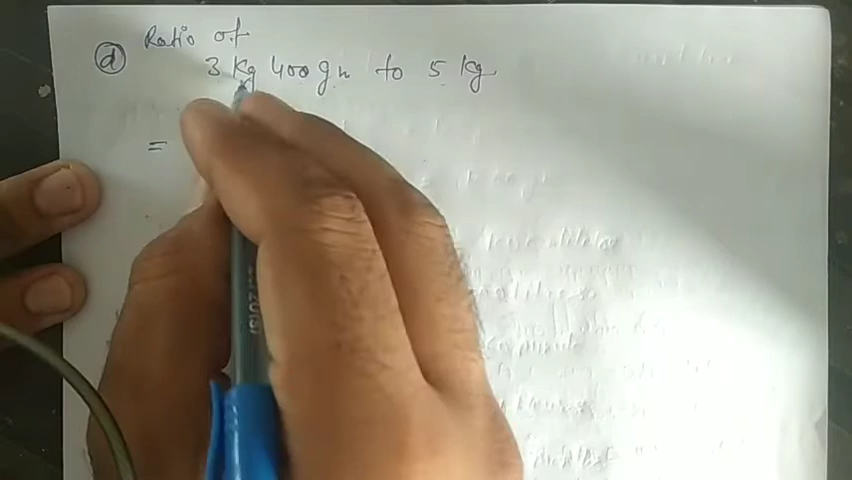 (d) Ratio of
3 Kg 400 gm to 5 kg
=